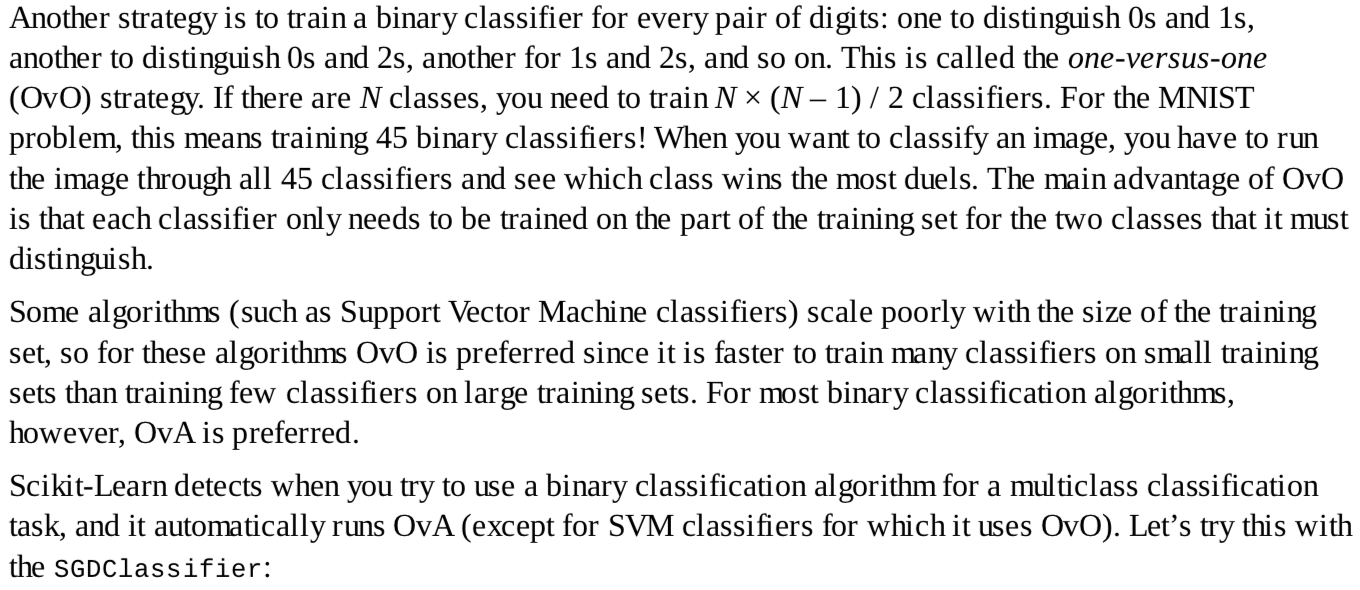 Another strategy is to train a binary classifier for every pair of digits: one to distinguish 0s and 1s,
another to distinguish 0s and 2s, another for 1s and 2s, and so on. This is called the one-versus-one
(OvO) strategy. If there are N classes, you need to train N × (N – 1) / 2 classifiers. For the MNIST
problem, this means training 45 binary classifiers! When you want to classify an image, you have to run
the image through all 45 classifiers and see which class wins the most duels. The main advantage of OvO
is that each classifier only needs to be trained on the part of the training set for the two classes that it must
distinguish.
Some algorithms (such as Support Vector Machine classifiers) scale poorly with the size of the training
set, so for these algorithms OvO is preferred since it is faster to train many classifiers on small training
sets than training few classifiers on large training sets. For most binary classification algorithms,
however, OvA is preferred.
Scikit-Learn detects when you try to use a binary classification algorithm for a multiclass classification
task, and it automatically runs OvA (except for SVM classifiers for which it uses OvO). Let’s try this with
the SGDClassifier: